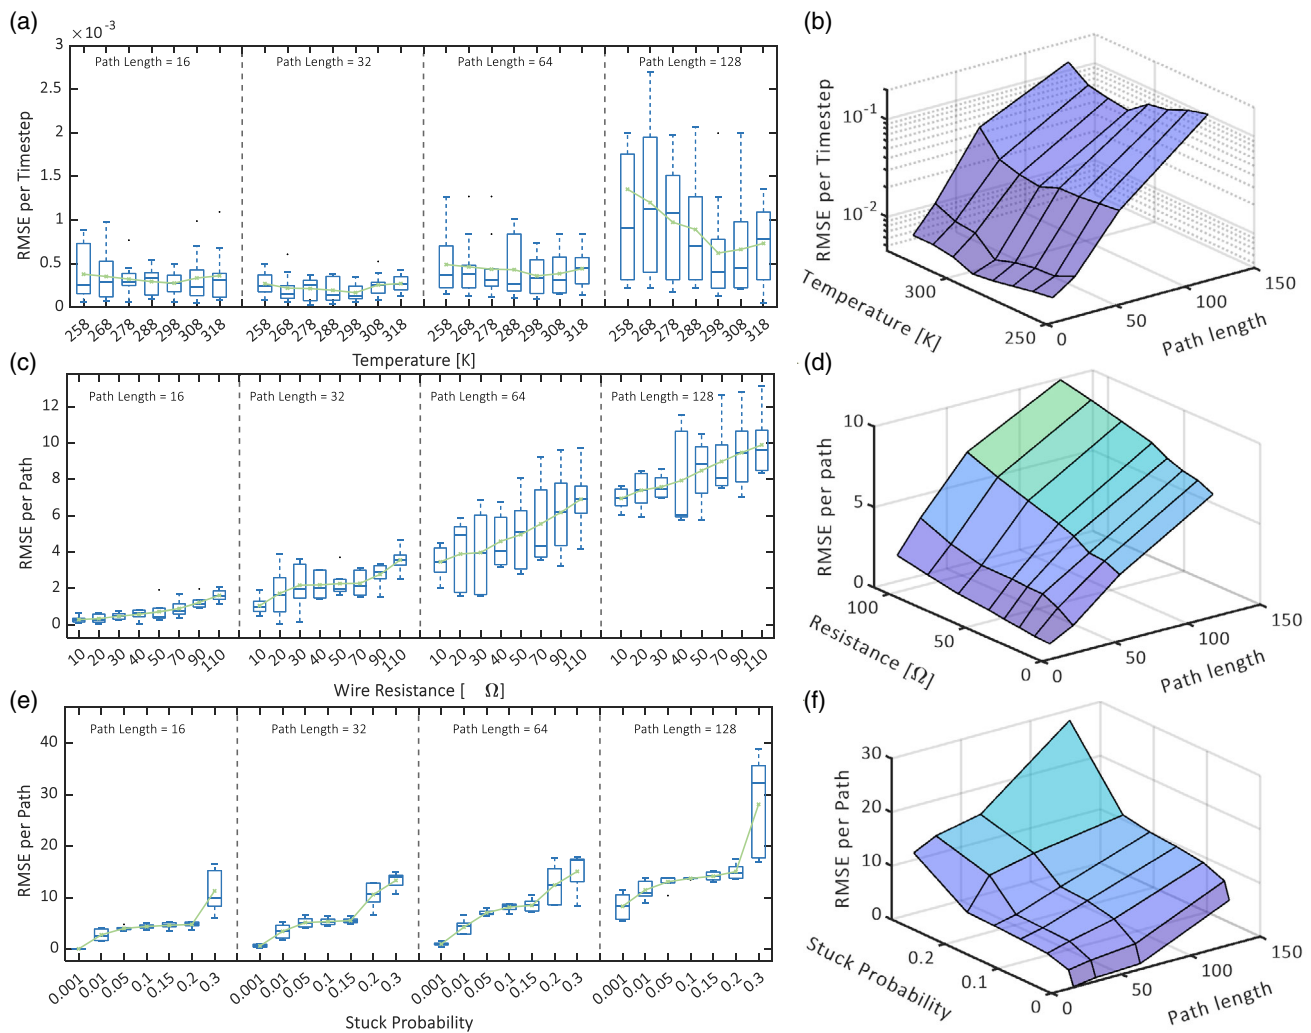 (a)
×10⁻³
3
2.5
2
1.5
1
0.5
0
RMSE per Timestep
Path Length = 16
Path Length = 32
Path Length = 64
Path Length = 128
258 268 278 288 298 308 318
258 268 278 288 298 308 318
258 268 278 288 298 308 318
258 268 278 288 298 308 318
Temperature [K]
(b)
RMSE per Timestep
10⁻¹
10⁻²
Temperature [K]
300
250
0
50
100
150
Path length
(c)
RMSE per Path
12
10
8
6
4
2
0
Path Length = 16
Path Length = 32
Path Length = 64
Path Length = 128
10 20 30 40 50 70 90 110
10 20 30 40 50 70 90 110
10 20 30 40 50 70 90 110
10 20 30 40 50 70 90 110
Wire Resistance [ Ω]
(d)
RMSE per path
10
5
0
100
50
0
Resistance [Ω]
0
50
100
150
Path length
(e)
RMSE per Path
40
30
20
10
0
Path Length = 16
Path Length = 32
Path Length = 64
Path Length = 128
0.001 0.01 0.05 0.1 0.15 0.2 0.3
0.001 0.01 0.05 0.1 0.15 0.2 0.3
0.001 0.01 0.05 0.1 0.15 0.2 0.3
0.001 0.01 0.05 0.1 0.15 0.2 0.3
Stuck Probability
(f)
RMSE per Path
30
20
10
0
0.2
0.1
0
Stuck Probability
0
50
100
150
Path length